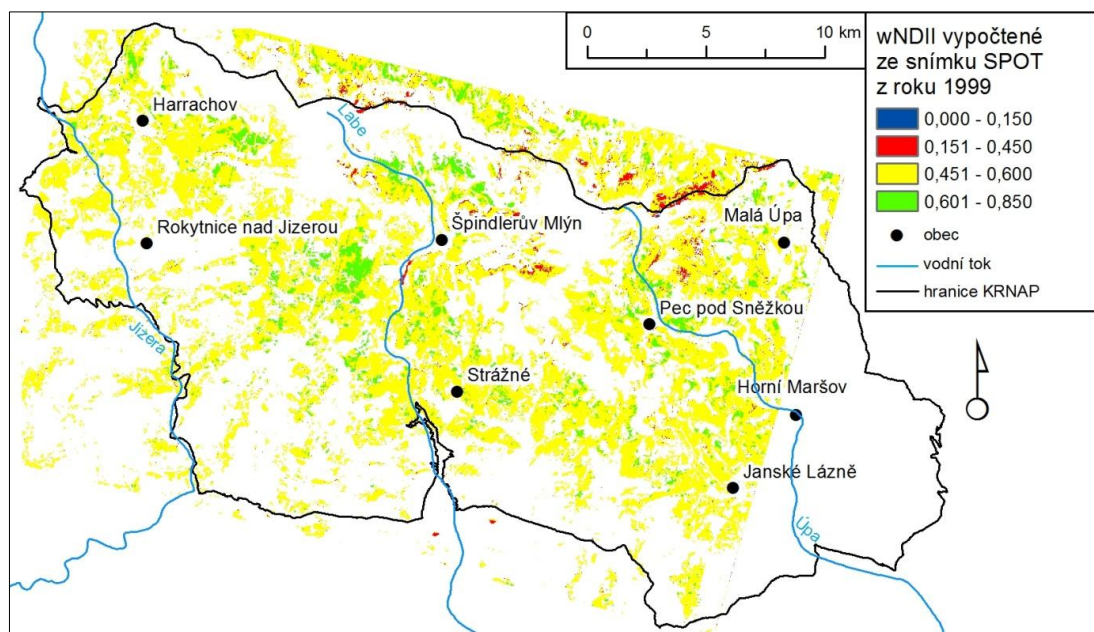 0 5 10 km
wNDII vypočtené
ze snímku SPOT
z roku 1999
0,000 - 0,150
0,151 - 0,450
0,451 - 0,600
0,601 - 0,850
obec
vodní tok
hranice KRNAP
Harrachov
Labe
Rokytnice nad Jizerou
Špindlerův Mlýn
Malá Úpa
Jizera
Pec pod Sněžkou
Strážné
Horní Maršov
Janské Lázně
Úpa